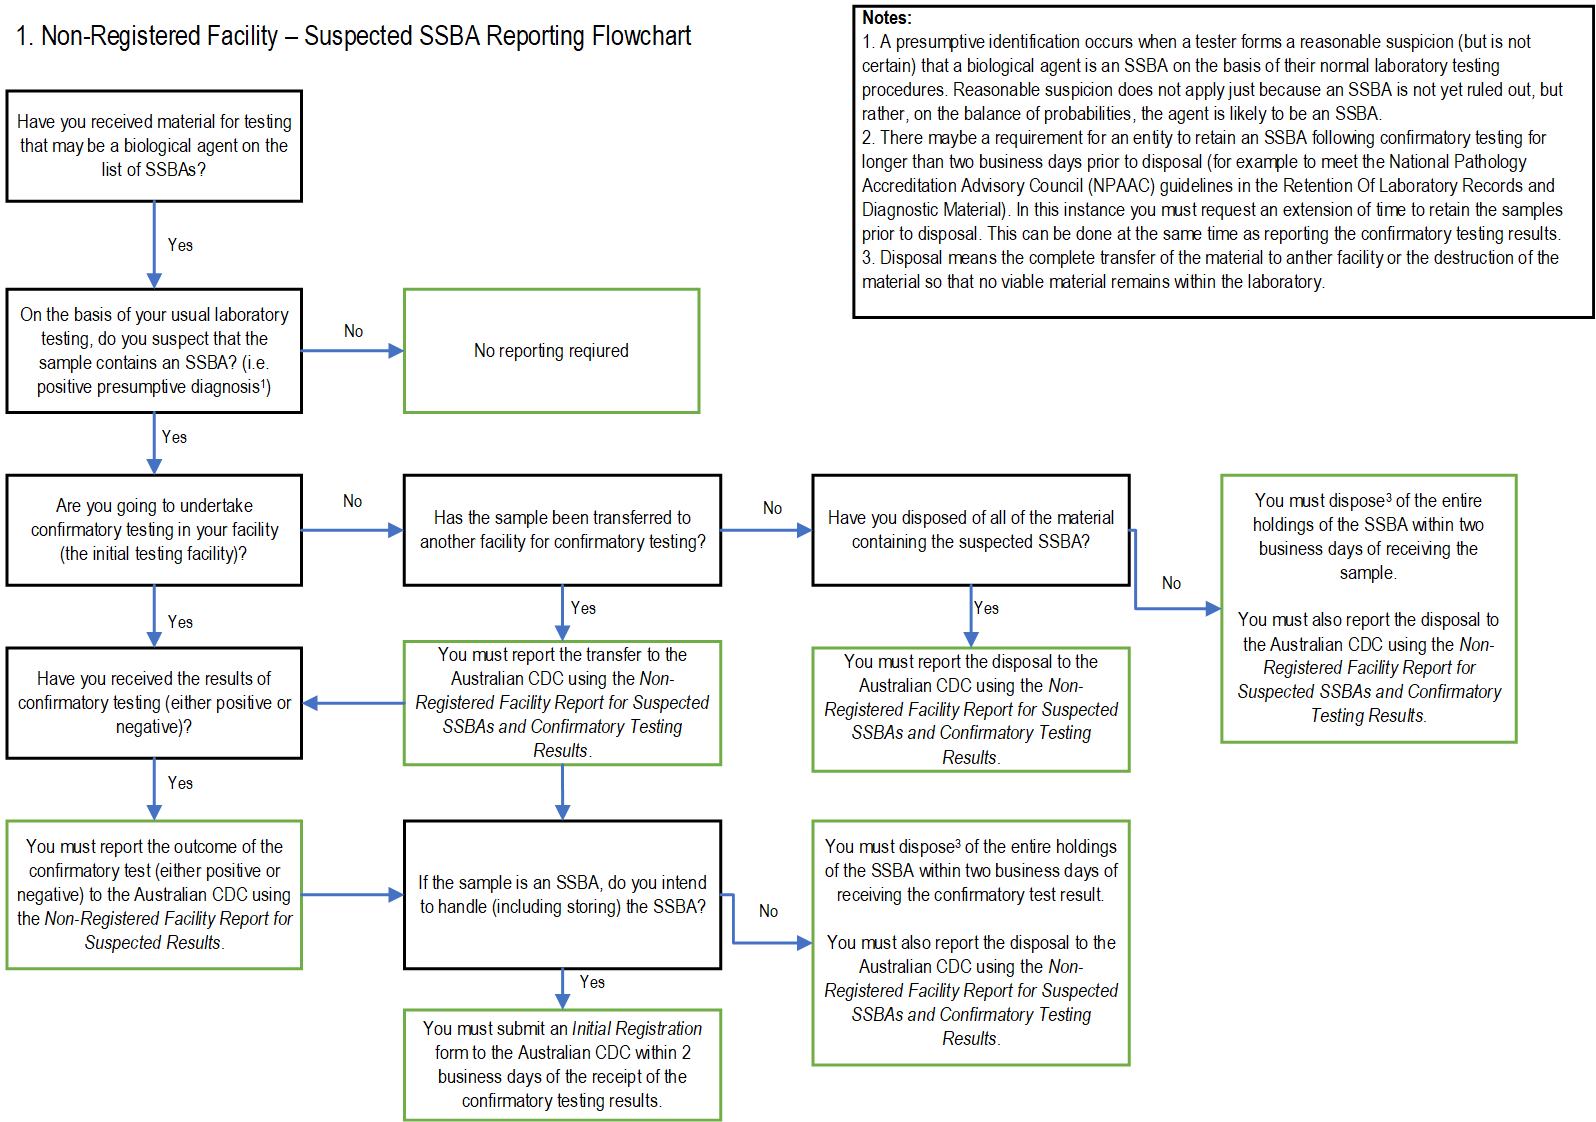 1. Non-Registered Facility – Suspected SSBA Reporting Flowchart
Notes:
1. A presumptive identification occurs when a tester forms a reasonable suspicion (but is not
certain) that a biological agent is an SSBA on the basis of their normal laboratory testing
procedures. Reasonable suspicion does not apply just because an SSBA is not yet ruled out, but
rather, on the balance of probabilities, the agent is likely to be an SSBA.
2. There maybe a requirement for an entity to retain an SSBA following confirmatory testing for
longer than two business days prior to disposal (for example to meet the National Pathology
Accreditation Advisory Council (NPAAC) guidelines in the Retention Of Laboratory Records and
Diagnostic Material). In this instance you must request an extension of time to retain the samples
prior to disposal. This can be done at the same time as reporting the confirmatory testing results.
3. Disposal means the complete transfer of the material to anther facility or the destruction of the
material so that no viable material remains within the laboratory.
Have you received material for testing
that may be a biological agent on the
list of SSBAs?
Yes
On the basis of your usual laboratory
testing, do you suspect that the
sample contains an SSBA? (i.e.
positive presumptive diagnosis¹)
No
No reporting reqiured
Yes
Are you going to undertake
confirmatory testing in your facility
(the initial testing facility)?
No
Has the sample been transferred to
another facility for confirmatory testing?
No
Have you disposed of all of the material
containing the suspected SSBA?
No
You must dispose³ of the entire
holdings of the SSBA within two
business days of receiving the
sample.
You must also report the disposal to
the Australian CDC using the Non-
Registered Facility Report for
Suspected SSBAs and Confirmatory
Testing Results.
Yes
Yes
Yes
Have you received the results of
confirmatory testing (either positive or
negative)?
You must report the transfer to the
Australian CDC using the Non-
Registered Facility Report for Suspected
SSBAs and Confirmatory Testing
Results.
You must report the disposal to the
Australian CDC using the Non-
Registered Facility Report for Suspected
SSBAs and Confirmatory Testing
Results.
Yes
You must report the outcome of the
confirmatory test (either positive or
negative) to the Australian CDC using
the Non-Registered Facility Report for
Suspected Results.
If the sample is an SSBA, do you intend
to handle (including storing) the SSBA?
No
You must dispose³ of the entire holdings
of the SSBA within two business days of
receiving the confirmatory test result.
You must also report the disposal to the
Australian CDC using the Non-
Registered Facility Report for Suspected
SSBAs and Confirmatory Testing
Results.
Yes
You must submit an Initial Registration
form to the Australian CDC within 2
business days of the receipt of the
confirmatory testing results.